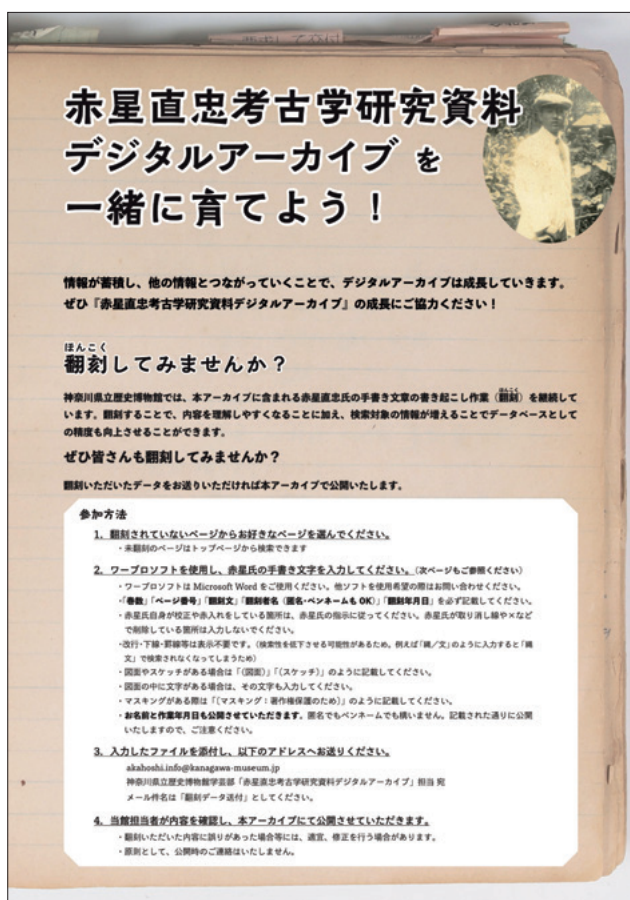 赤星直忠考古学研究資料
デジタルアーカイブ を
一緒に育てよう！
情報が蓄積し、他の情報とつながっていくことで、デジタルアーカイブは成長していきます。
ぜひ『赤星直忠考古学研究資料デジタルアーカイブ』の成長にご協力ください！
ほんこく
翻刻してみませんか？
神奈川県立歴史博物館では、本アーカイブに含まれる赤星直忠氏の手書き文章の書き起こし作業（翻刻）を継続して
います。翻刻することで、内容を理解しやすくなることに加え、検索対象の情報が増えることでデータベースとして
の精度も向上させることができます。
ぜひ皆さんも翻刻してみませんか？
翻刻いただいたデータをお送りいただければ本アーカイブで公開いたします。
参加方法
1. 翻刻されていないページからお好きなページを選んでください。
・未翻刻のページはトップページから検索できます
2. ワープロソフトを使用し、赤星氏の手書き文字を入力してください。（次ページもご参照ください）
・ワープロソフトは Microsoft Word をご使用ください。他ソフトを使用希望の際はお問い合わせください。
・「巻数」「ページ番号」「翻刻文」「翻刻者名（匿名・ペンネームも OK）」「翻刻年月日」を必ず記載してください。
・赤星氏自身が校正や赤入れをしている箇所は、赤星氏の指示に従ってください。赤星氏が取り消し線や×など
で削除している箇所は入力しないでください。
・改行・下線・罫線等は表示不要です。（検索性を低下させる可能性があるため。例えば「縄／文」のように入力すると「縄
文」で検索されなくなってしまうため）
・図面やスケッチがある場合は「（図面）」「（スケッチ）」のように記載してください。
・図面の中に文字がある場合は、その文字も入力してください。
・マスキングがある際は「（マスキング：著作権保護のため）」のように記載してください。
・お名前と作業年月日も公開させていただきます。匿名でもペンネームでも構いません。記載された通りに公開
いたしますので、ご注意ください。
3. 入力したファイルを添付し、以下のアドレスへお送りください。
akahoshi.info@kanagawa-museum.jp
神奈川県立歴史博物館学芸部「赤星直忠考古学研究資料デジタルアーカイブ」担当 宛
メール件名は「翻刻データ送付」としてください。
4. 当館担当者が内容を確認し、本アーカイブにて公開させていただきます。
・翻刻いただいた内容に誤りがあった場合等には、適宜、修正を行う場合があります。
・原則として、公開時のご連絡はいたしません。